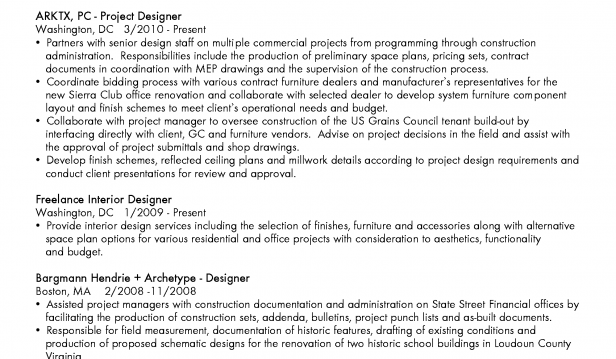 ARKTX, PC - Project Designer
Washington, DC   3/2010 - Present
• Partners with senior design staff on multiple commercial projects from programming through construction
administration.  Responsibilities include the production of preliminary space plans, pricing sets, contract
documents in coordination with MEP drawings and the supervision of the construction process.
• Coordinate bidding process with various contract furniture dealers and manufacturer's representatives for the
new Sierra Club office renovation and collaborate with selected dealer to develop system furniture component
layout and finish schemes to meet client's operational needs and budget.
• Collaborate with project manager to oversee construction of the US Grains Council tenant build-out by
interfacing directly with client, GC and furniture vendors.  Advise on project decisions in the field and assist with
the approval of project submittals and shop drawings.
• Develop finish schemes, reflected ceiling plans and millwork details according to project design requirements and
conduct client presentations for review and approval.
Freelance Interior Designer
Washington, DC   1/2009 - Present
• Provide interior design services including the selection of finishes, furniture and accessories along with alternative
space plan options for various residential and office projects with consideration to aesthetics, functionality
and budget.
Bargmann Hendrie + Archetype - Designer
Boston, MA    2/2008 -11/2008
• Assisted project managers with construction documentation and administration on State Street Financial offices by
facilitating the production of construction sets, addenda, bulletins, project punch lists and as-built documents.
• Responsible for field measurement, documentation of historic features, drafting of existing conditions and
production of proposed schematic designs for the renovation of two historic school buildings in Loudoun County
Virginia.